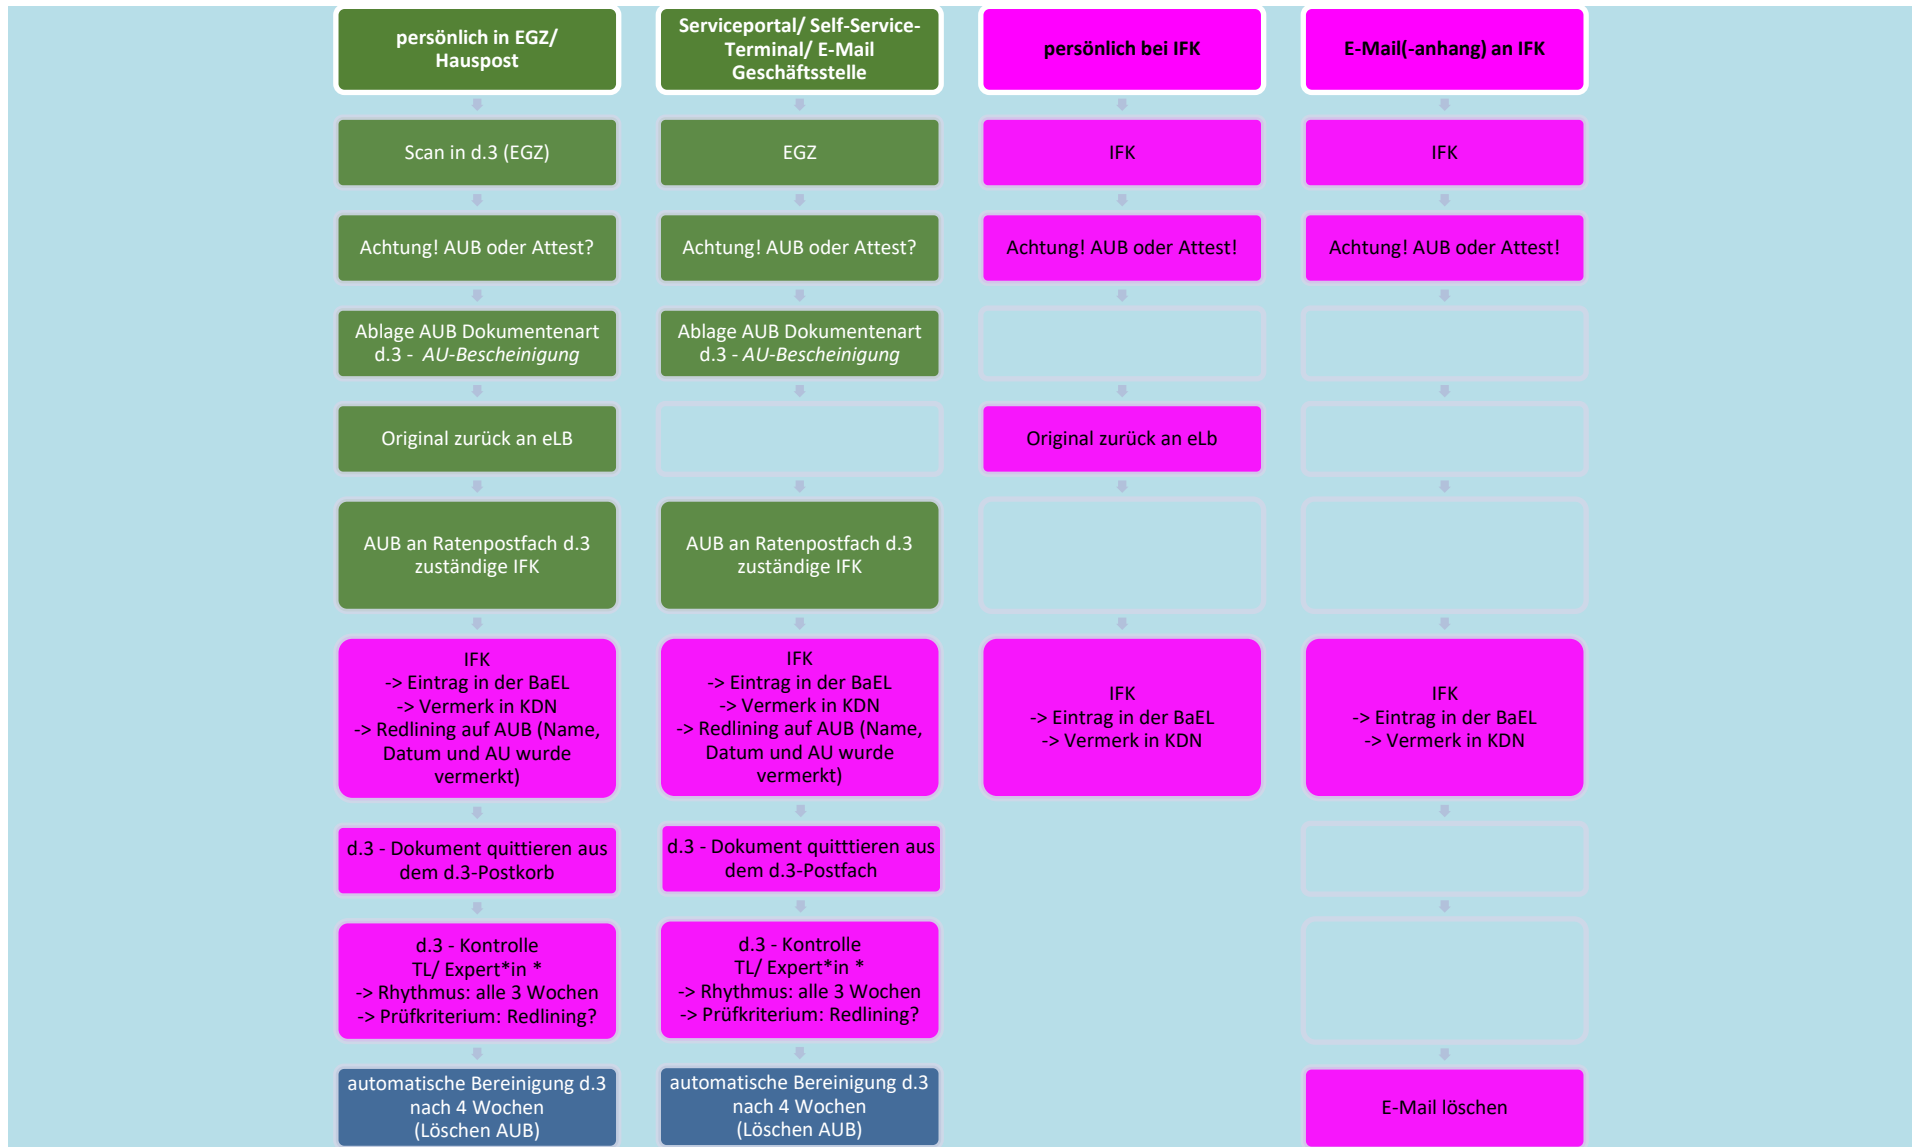 persönlich in EGZ/
Hauspost
Serviceportal/ Self-Service-
Terminal/ E-Mail
Geschäftsstelle
persönlich bei IFK
E-Mail(-anhang) an IFK
Scan in d.3 (EGZ)
EGZ
IFK
IFK
Achtung! AUB oder Attest?
Achtung! AUB oder Attest?
Achtung! AUB oder Attest!
Achtung! AUB oder Attest!
Ablage AUB Dokumentenart
d.3 - AU-Bescheinigung
Ablage AUB Dokumentenart
d.3 - AU-Bescheinigung
Original zurück an eLB
Original zurück an eLb
AUB an Ratenpostfach d.3
zuständige IFK
AUB an Ratenpostfach d.3
zuständige IFK
IFK
-> Eintrag in der BaEL
-> Vermerk in KDN
-> Redlining auf AUB (Name,
Datum und AU wurde
vermerkt)
IFK
-> Eintrag in der BaEL
-> Vermerk in KDN
-> Redlining auf AUB (Name,
Datum und AU wurde
vermerkt)
IFK
-> Eintrag in der BaEL
-> Vermerk in KDN
IFK
-> Eintrag in der BaEL
-> Vermerk in KDN
d.3 - Dokument quittieren aus
dem d.3-Postkorb
d.3 - Dokument quitttieren aus
dem d.3-Postfach
d.3 - Kontrolle
TL/ Expert*in *
-> Rhythmus: alle 3 Wochen
-> Prüfkriterium: Redlining?
d.3 - Kontrolle
TL/ Expert*in *
-> Rhythmus: alle 3 Wochen
-> Prüfkriterium: Redlining?
automatische Bereinigung d.3
nach 4 Wochen
(Löschen AUB)
automatische Bereinigung d.3
nach 4 Wochen
(Löschen AUB)
E-Mail löschen